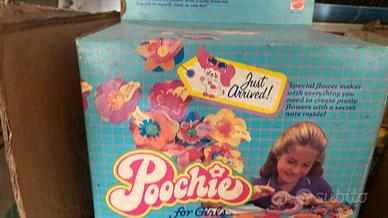 MATTEL
Just
Arrived!
Special flower maker
with everything you
need to create pretty
flowers with a secret
note inside!
Poochie
for Girls
subito